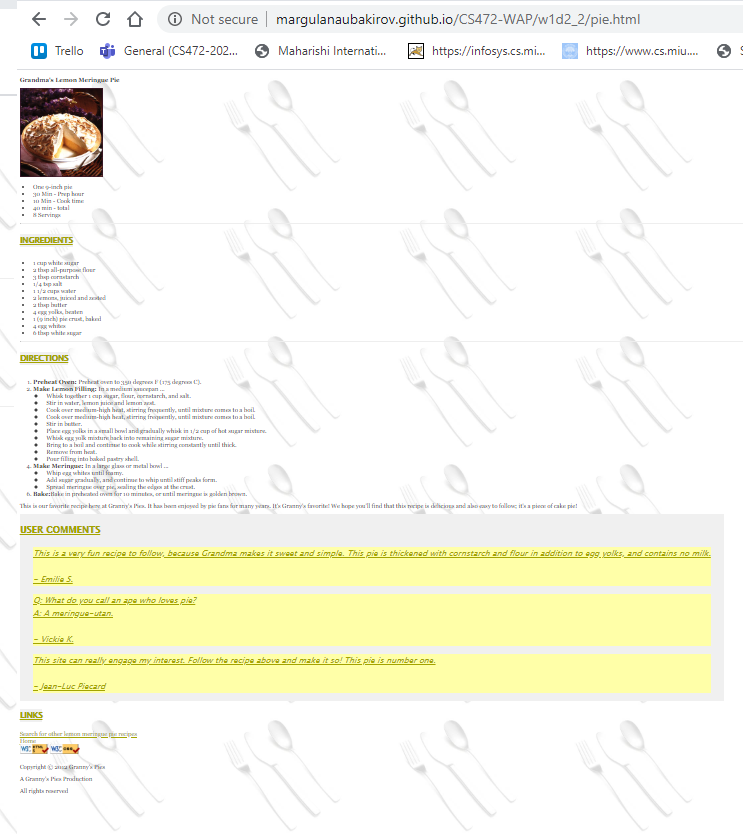 Not secure | margulanaubakirov.github.io/CS472-WAP/w1d2_2/pie.html
Trello General (CS472-202... Maharishi Internati... https://infosys.cs.mi... https://www.cs.miu....
Grandma's Lemon Meringue Pie
One 9-inch pie
30 Min - Prep hour
10 Min - Cook time
40 min - total
8 Servings
INGREDIENTS
1 cup white sugar
2 tbsp all-purpose flour
3 tbsp cornstarch
1/4 tsp salt
1 1/2 cups water
2 lemons, juiced and zested
2 tbsp butter
4 egg yolks, beaten
1 (9 inch) pie crust, baked
4 egg whites
6 tbsp white sugar
DIRECTIONS
1. Preheat Oven: Preheat oven to 350 degrees F (175 degrees C).
2. Make Lemon Filling: In a medium saucepan ...
Whisk together 1 cup sugar, flour, cornstarch, and salt.
Stir in water, lemon juice and lemon zest.
Cook over medium-high heat, stirring frequently, until mixture comes to a boil.
Cook over medium-high heat, stirring frequently, until mixture comes to a boil.
Stir in butter.
Place egg yolks in a small bowl and gradually whisk in 1/2 cup of hot sugar mixture.
Whisk egg yolk mixture back into remaining sugar mixture.
Bring to a boil and continue to cook while stirring constantly until thick.
Remove from heat.
Pour filling into baked pastry shell.
4. Make Meringue: In a large glass or metal bowl ...
Whip egg whites until foamy.
Add sugar gradually, and continue to whip until stiff peaks form.
Spread meringue over pie, sealing the edges at the crust.
6. Bake:Bake in preheated oven for 10 minutes, or until meringue is golden brown.
This is our favorite recipe here at Granny's Pies. It has been enjoyed by pie fans for many years. It's Granny's favorite! We hope you'll find that this recipe is delicious and also easy to follow; it's a piece of cake pie!
USER COMMENTS
This is a very fun recipe to follow, because Grandma makes it sweet and simple. This pie is thickened with cornstarch and flour in addition to egg yolks, and contains no milk.
- Emilie S.
Q: What do you call an ape who loves pie?
A: A meringue-utan.
- Vickie K.
This site can really engage my interest. Follow the recipe above and make it so! This pie is number one.
- Jean-Luc Piecard
LINKS
Search for other lemon meringue pie recipes
Home
W3C HTML W3C css
Copyright © 2012 Granny's Pies
A Granny's Pies Production
All rights reserved